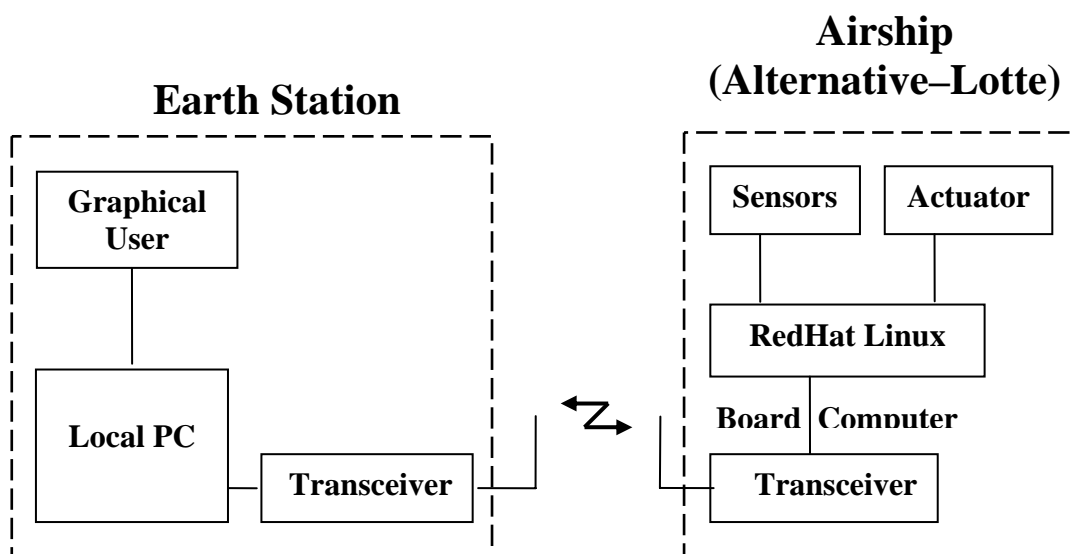 Earth Station
Graphical
User
Local PC
Transceiver
Airship
(Alternative–Lotte)
Sensors
Actuator
RedHat Linux
Board Computer
Transceiver